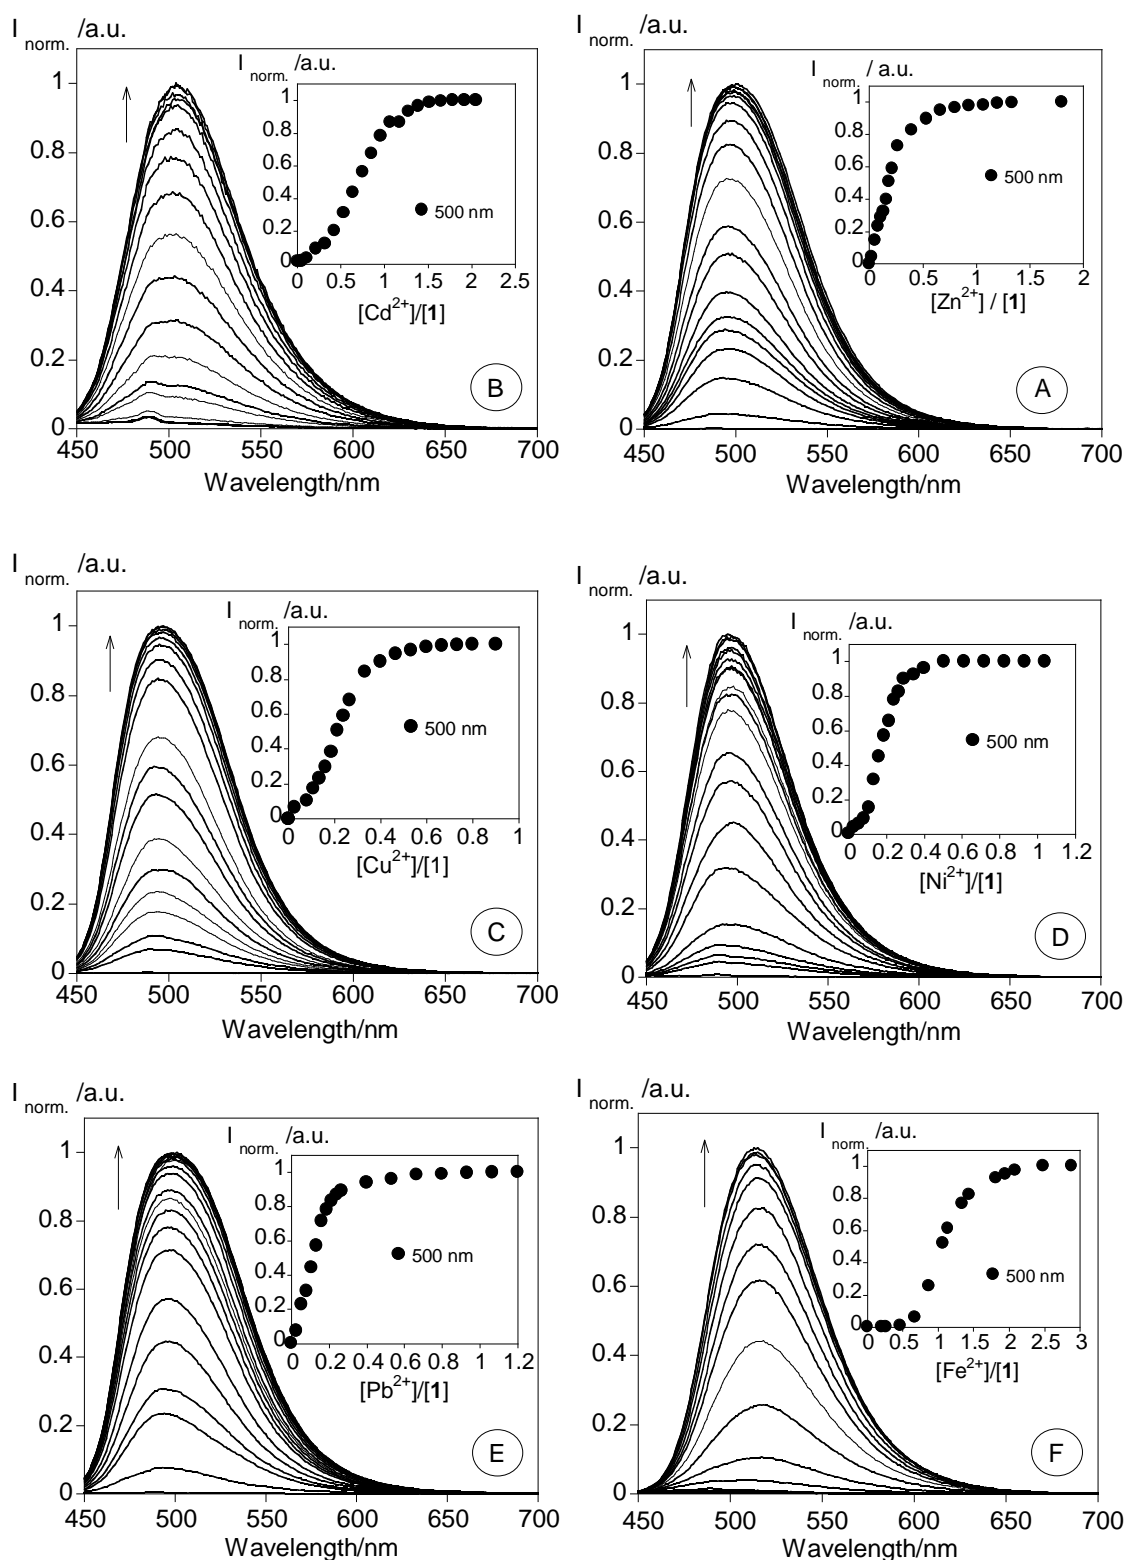 I norm. /a.u.
I norm. /a.u.
1
0.8
0.6
0.4
0.2
0
450 500 550 600 650 700
Wavelength/nm
1
0.8
0.6
0.4
0.2
0
0 0.5 1 1.5 2 2.5
[Cd2+]/[1]
500 nm
B
I norm. /a.u.
I norm. / a.u.
1
0.8
0.6
0.4
0.2
0
450 500 550 600 650 700
Wavelength/nm
1
0.8
0.6
0.4
0.2
0
0 0.5 1 1.5 2
[Zn2+] / [1]
500 nm
A
I norm. /a.u.
I norm. /a.u.
1
0.8
0.6
0.4
0.2
0
450 500 550 600 650 700
Wavelength/nm
1
0.8
0.6
0.4
0.2
0
0 0.2 0.4 0.6 0.8 1
[Cu2+]/[1]
500 nm
C
I norm. /a.u.
I norm. /a.u.
1
0.8
0.6
0.4
0.2
0
450 500 550 600 650 700
Wavelength/nm
1
0.8
0.6
0.4
0.2
0
0 0.2 0.4 0.6 0.8 1 1.2
[Ni2+]/[1]
500 nm
D
I norm. /a.u.
I norm. /a.u.
1
0.8
0.6
0.4
0.2
0
450 500 550 600 650 700
Wavelength/nm
1
0.8
0.6
0.4
0.2
0
0 0.2 0.4 0.6 0.8 1 1.2
[Pb2+]/[1]
500 nm
E
I norm. /a.u.
I norm. /a.u.
1
0.8
0.6
0.4
0.2
0
450 500 550 600 650 700
Wavelength/nm
1
0.8
0.6
0.4
0.2
0
0 0.5 1 1.5 2 2.5 3
[Fe2+]/[1]
500 nm
F